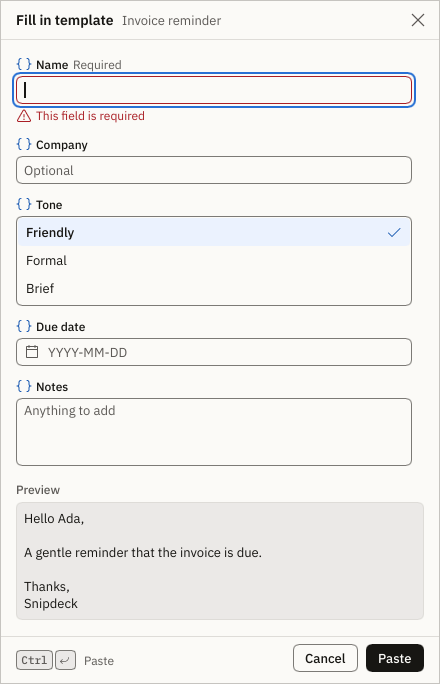 Fill in template Invoice reminder
{ } Name Required
This field is required
{ } Company
Optional
{ } Tone
Friendly
Formal
Brief
{ } Due date
YYYY-MM-DD
{ } Notes
Anything to add
Preview
Hello Ada,
A gentle reminder that the invoice is due.
Thanks,
Snipdeck
Ctrl ↵ Paste
Cancel
Paste